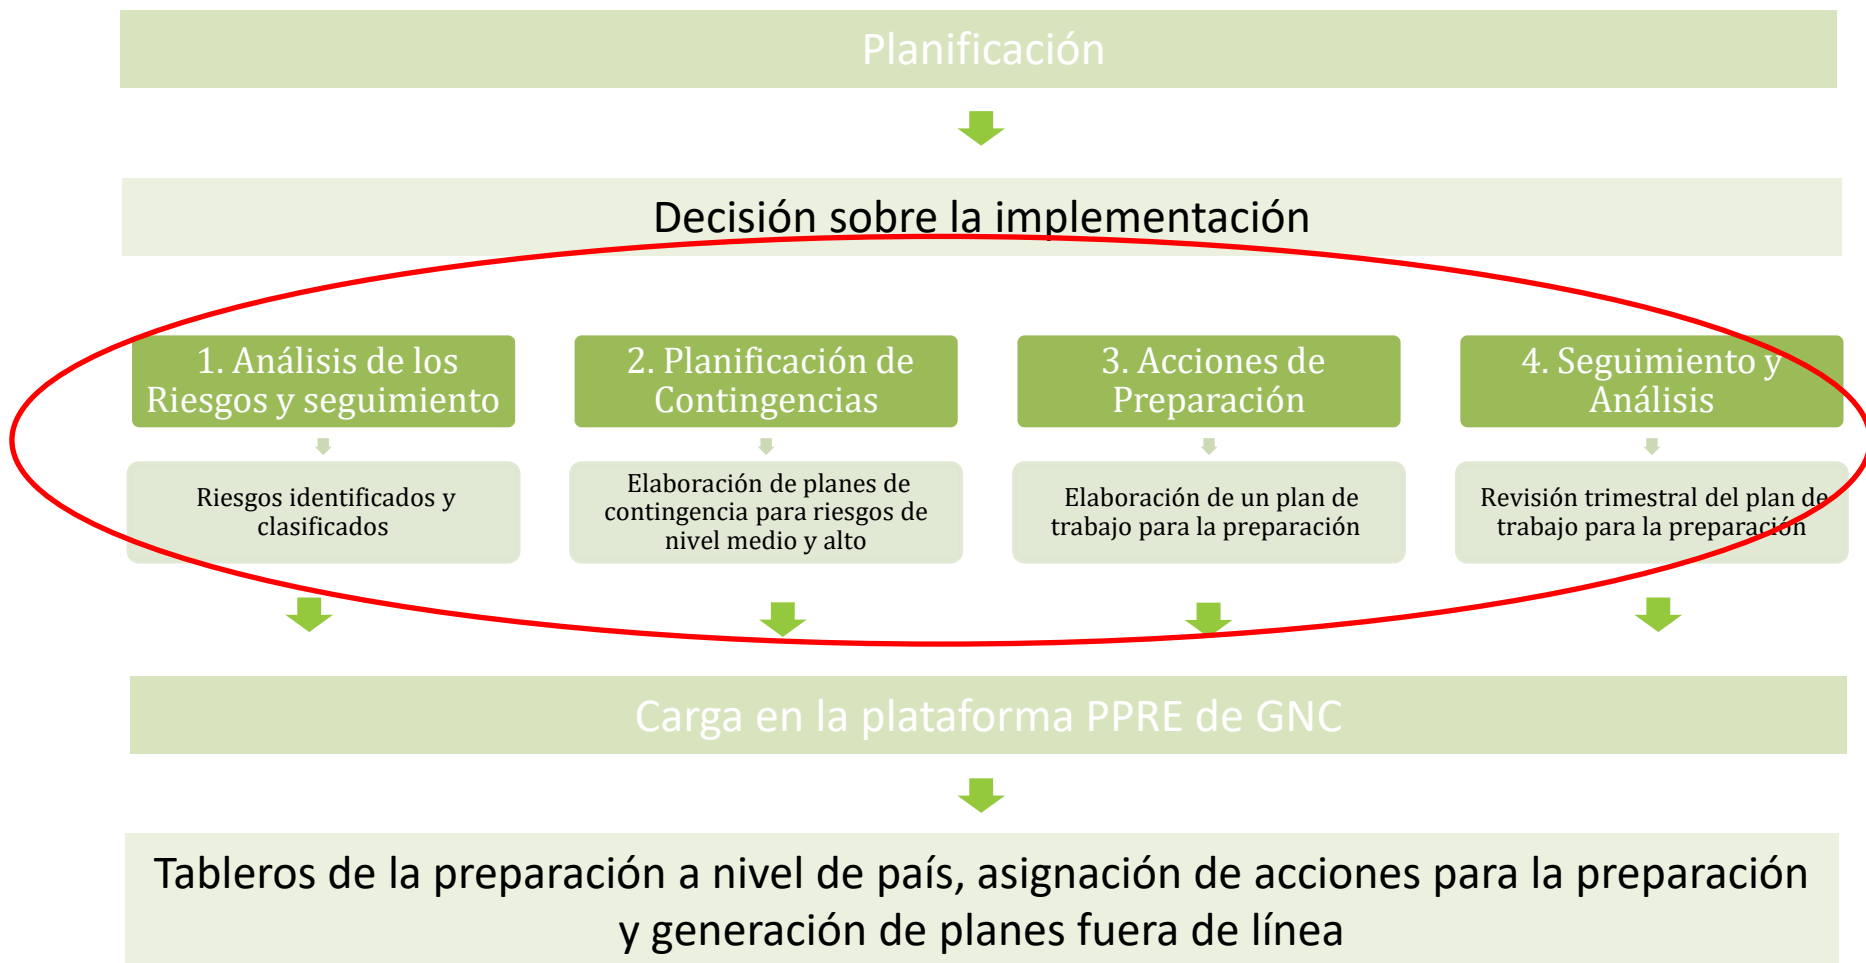 Planificación
Decisión sobre la implementación
1. Análisis de los
Riesgos y seguimiento
Riesgos identificados y
clasificados
2. Planificación de
Contingencias
Elaboración de planes de
contingencia para riesgos de
nivel medio y alto
3. Acciones de
Preparación
Elaboración de un plan de
trabajo para la preparación
4. Seguimiento y
Análisis
Revisión trimestral del plan de
trabajo para la preparación
Carga en la plataforma PPRE de GNC
Tableros de la preparación a nivel de país, asignación de acciones para la preparación
y generación de planes fuera de línea